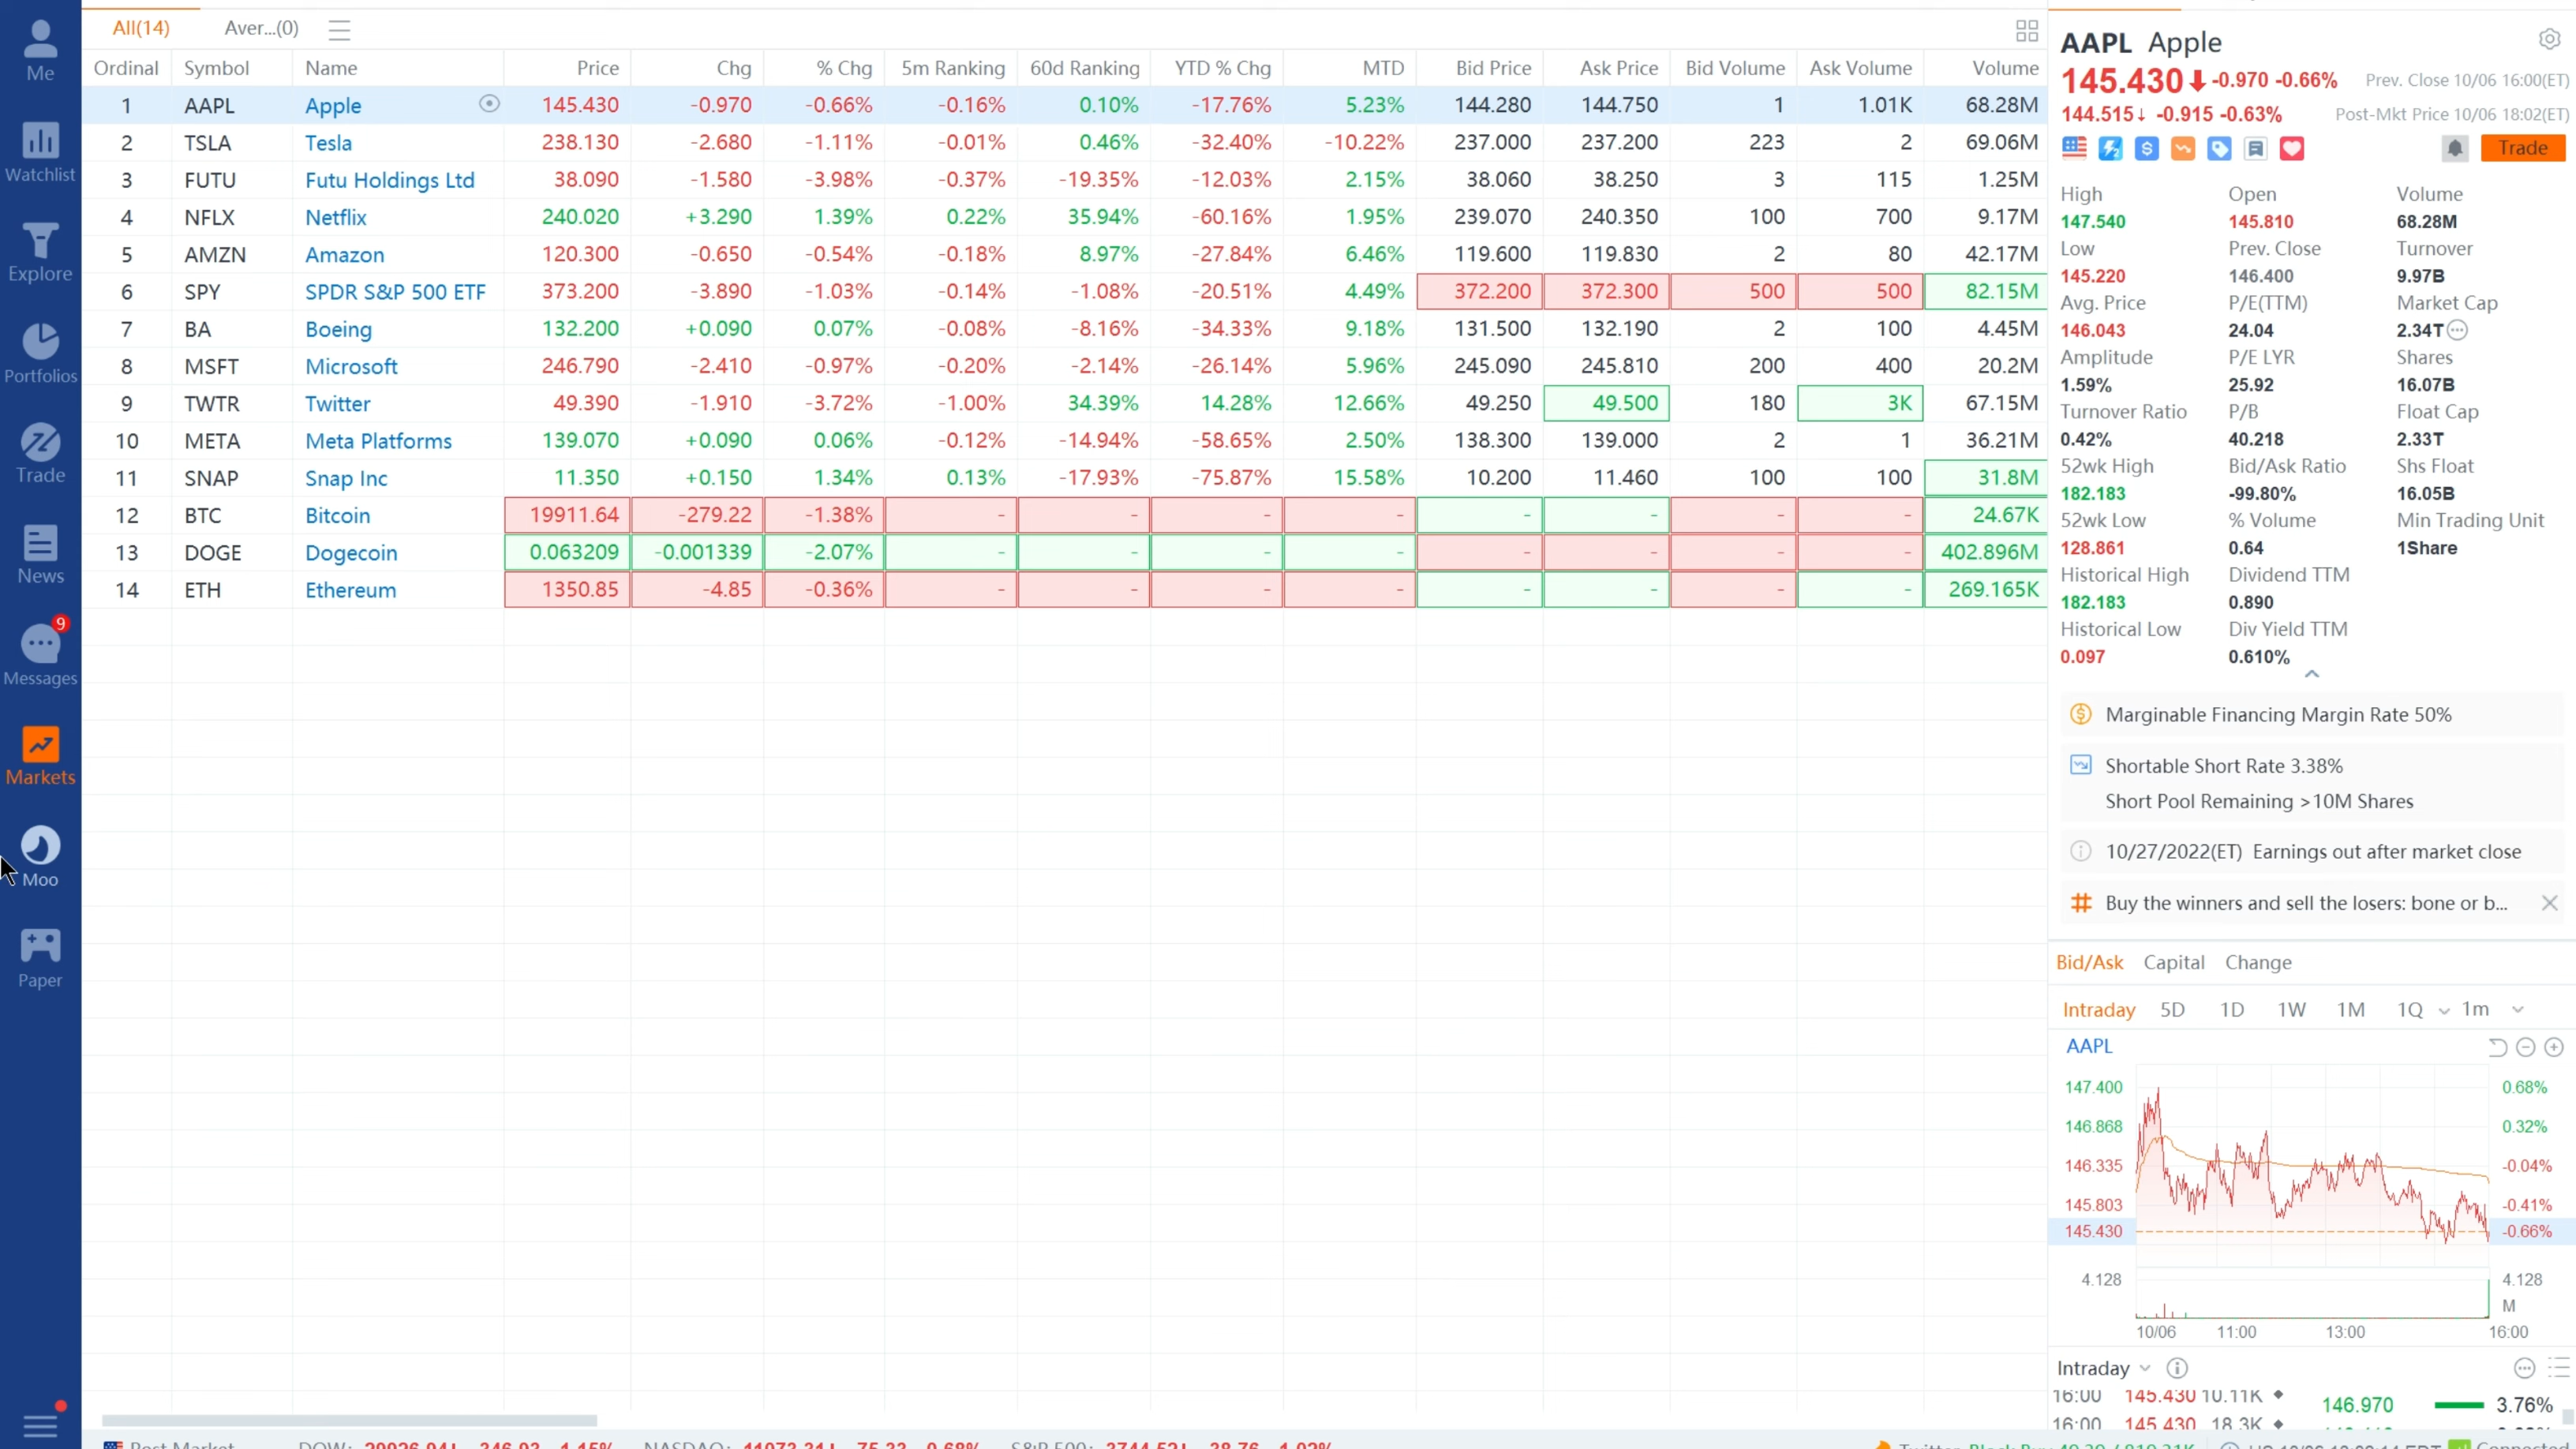 Me
Watchlist
Explore
Portfolios
Trade
News
9
Messages
Markets
Moo
Paper
All(14) Aver...(0)
Ordinal Symbol Name Price Chg % Chg 5m Ranking 60d Ranking YTD % Chg MTD Bid Price Ask Price Bid Volume Ask Volume Volume
1 AAPL Apple 145.430 -0.970 -0.66% -0.16% 0.10% -17.76% 5.23% 144.280 144.750 1 1.01K 68.28M
2 TSLA Tesla 238.130 -2.680 -1.11% -0.01% 0.46% -32.40% -10.22% 237.000 237.200 223 2 69.06M
3 FUTU Futu Holdings Ltd 38.090 -1.580 -3.98% -0.37% -19.35% -12.03% 2.15% 38.060 38.250 3 115 1.25M
4 NFLX Netflix 240.020 +3.290 1.39% 0.22% 35.94% -60.16% 1.95% 239.070 240.350 100 700 9.17M
5 AMZN Amazon 120.300 -0.650 -0.54% -0.18% 8.97% -27.84% 6.46% 119.600 119.830 2 80 42.17M
6 SPY SPDR S&P 500 ETF 373.200 -3.890 -1.03% -0.14% -1.08% -20.51% 4.49% 372.200 372.300 500 500 82.15M
7 BA Boeing 132.200 +0.090 0.07% -0.08% -8.16% -34.33% 9.18% 131.500 132.190 2 100 4.45M
8 MSFT Microsoft 246.790 -2.410 -0.97% -0.20% -2.14% -26.14% 5.96% 245.090 245.810 200 400 20.2M
9 TWTR Twitter 49.390 -1.910 -3.72% -1.00% 34.39% 14.28% 12.66% 49.250 49.500 180 3K 67.15M
10 META Meta Platforms 139.070 +0.090 0.06% -0.12% -14.94% -58.65% 2.50% 138.300 139.000 2 1 36.21M
11 SNAP Snap Inc 11.350 +0.150 1.34% 0.13% -17.93% -75.87% 15.58% 10.200 11.460 100 100 31.8M
12 BTC Bitcoin 19911.64 -279.22 -1.38% - - - - - - - - 24.67K
13 DOGE Dogecoin 0.063209 -0.001339 -2.07% - - - - - - - - 402.896M
14 ETH Ethereum 1350.85 -4.85 -0.36% - - - - - - - - 269.165K
AAPL Apple
145.430 -0.970 -0.66% Prev. Close 10/06 16:00(ET)
144.515↓ -0.915 -0.63% Post-Mkt Price 10/06 18:02(ET)
Trade
High Open Volume
147.540 145.810 68.28M
Low Prev. Close Turnover
145.220 146.400 9.97B
Avg. Price P/E(TTM) Market Cap
146.043 24.04 2.34T
Amplitude P/E LYR Shares
1.59% 25.92 16.07B
Turnover Ratio P/B Float Cap
0.42% 40.218 2.33T
52wk High Bid/Ask Ratio Shs Float
182.183 -99.80% 16.05B
52wk Low % Volume Min Trading Unit
128.861 0.64 1Share
Historical High Dividend TTM
182.183 0.890
Historical Low Div Yield TTM
0.097 0.610%
Marginable Financing Margin Rate 50%
Shortable Short Rate 3.38%
Short Pool Remaining >10M Shares
10/27/2022(ET) Earnings out after market close
# Buy the winners and sell the losers: bone or b...
Bid/Ask Capital Change
Intraday 5D 1D 1W 1M 1Q 1m
AAPL
147.400 0.68%
146.868 0.32%
146.335 -0.04%
145.803 -0.41%
145.430 -0.66%
4.128 4.128
M
10/06 11:00 13:00 16:00
Intraday
16:00 145.430 10.11K 146.970 3.76%
16:00 145.430 18.3K
Post Market DOW: NASDAQ: S&P 500: